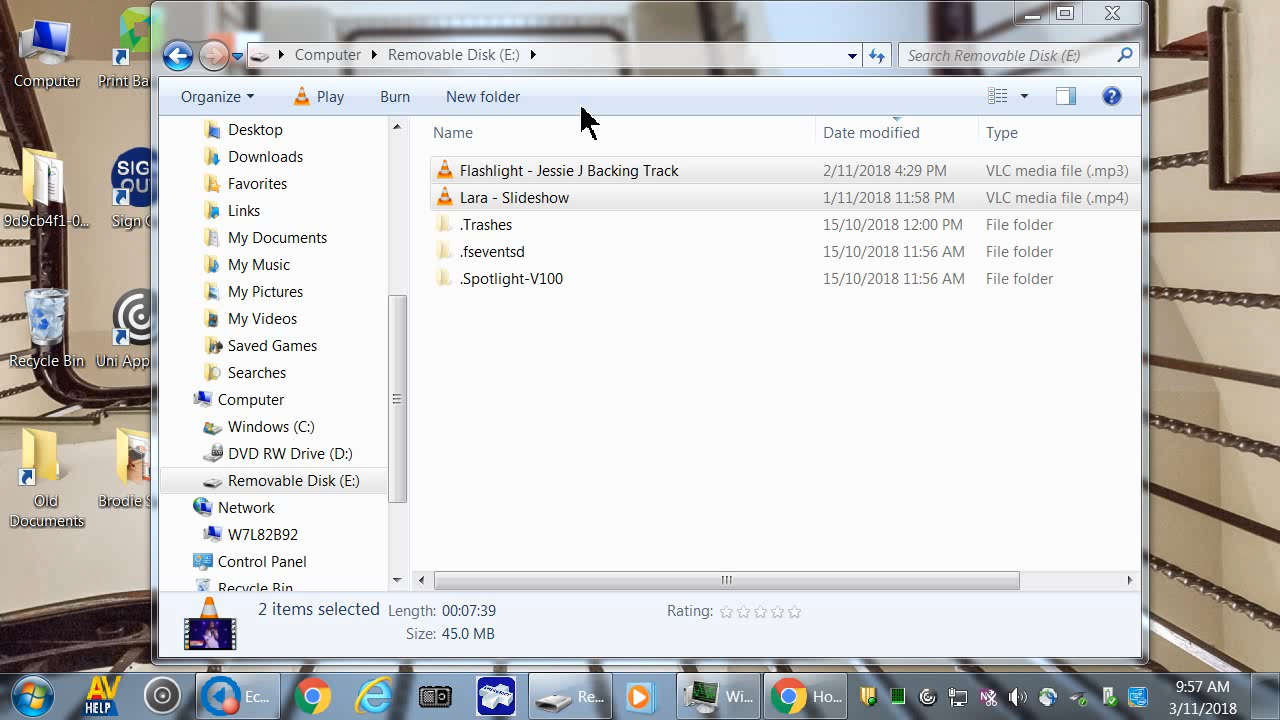 Computer
Print Ba
9d9cb4f1-0...
Sign
Recycle Bin
Uni App
Old
Documents
Brodie S
Computer
Removable Disk (E:)
Search Removable Disk (E:)
Organize
Play
Burn
New folder
Desktop
Downloads
Favorites
Links
My Documents
My Music
My Pictures
My Videos
Saved Games
Searches
Computer
Windows (C:)
DVD RW Drive (D:)
Removable Disk (E:)
Network
W7L82B92
Control Panel
Recycle Bin
Name Date modified Type
Flashlight - Jessie J Backing Track 2/11/2018 4:29 PM VLC media file (.mp3)
Lara - Slideshow 1/11/2018 11:58 PM VLC media file (.mp4)
.Trashes 15/10/2018 12:00 PM File folder
.fseventsd 15/10/2018 11:56 AM File folder
.Spotlight-V100 15/10/2018 11:56 AM File folder
2 items selected Length: 00:07:39 Rating:
Size: 45.0 MB
AV
HELP
Ec...
Re...
Wi...
Ho...
9:57 AM
3/11/2018